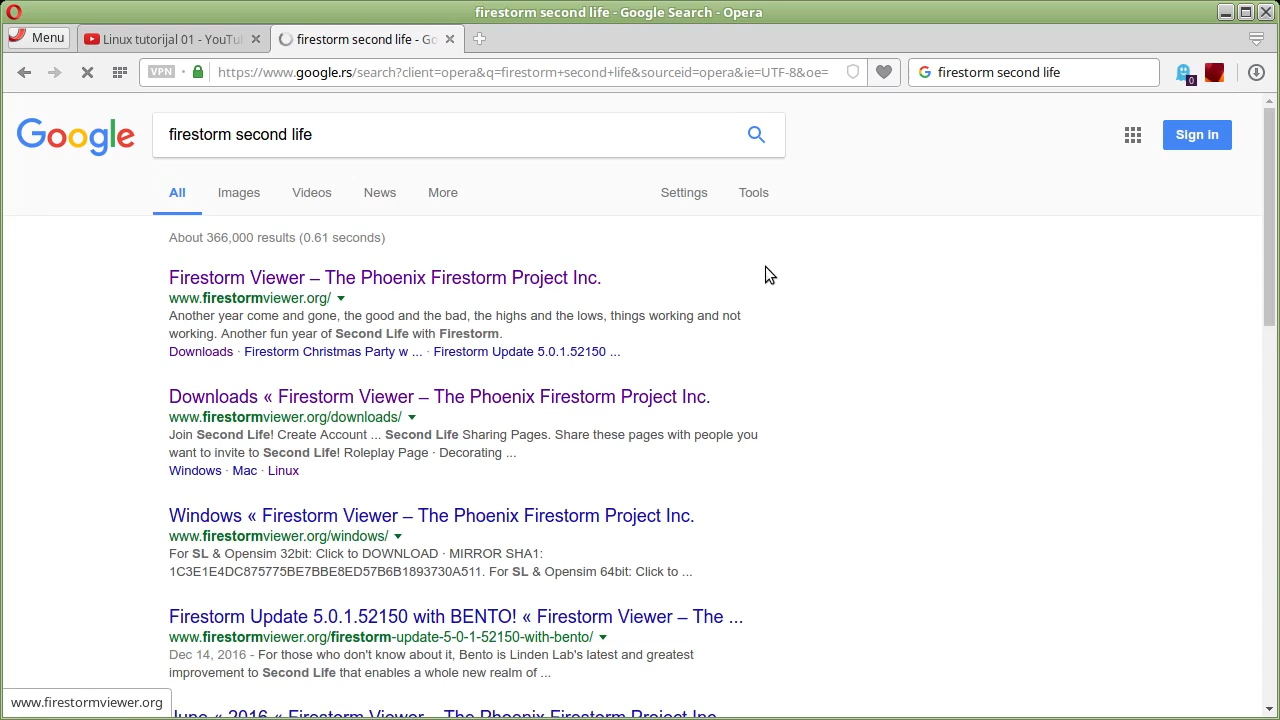 firestorm second life - Google Search - Opera
Menu
Linux tutorijal 01 - YouTu
firestorm second life - Go
VPN
https://www.google.rs/search?client=opera&q=firestorm+second+life&sourceid=opera&ie=UTF-8&oe=
firestorm second life
0
Google
firestorm second life
Sign in
All Images Videos News More Settings Tools
About 366,000 results (0.61 seconds)
Firestorm Viewer – The Phoenix Firestorm Project Inc.
www.firestormviewer.org/
Another year come and gone, the good and the bad, the highs and the lows, things working and not
working. Another fun year of Second Life with Firestorm.
Downloads · Firestorm Christmas Party w ... · Firestorm Update 5.0.1.52150 ...
Downloads « Firestorm Viewer – The Phoenix Firestorm Project Inc.
www.firestormviewer.org/downloads/
Join Second Life! Create Account ... Second Life Sharing Pages. Share these pages with people you
want to invite to Second Life! Roleplay Page · Decorating ...
Windows · Mac · Linux
Windows « Firestorm Viewer – The Phoenix Firestorm Project Inc.
www.firestormviewer.org/windows/
For SL & Opensim 32bit: Click to DOWNLOAD · MIRROR SHA1:
1C3E1E4DC875775BE7BBE8ED57B6B1893730A511. For SL & Opensim 64bit: Click to ...
Firestorm Update 5.0.1.52150 with BENTO! « Firestorm Viewer – The ...
www.firestormviewer.org/firestorm-update-5-0-1-52150-with-bento/
Dec 14, 2016 - For those who don't know about it, Bento is Linden Lab's latest and greatest
improvement to Second Life that enables a whole new realm of ...
June « 2016 « Firestorm Viewer – The Phoenix Firestorm Project Inc.
www.firestormviewer.org